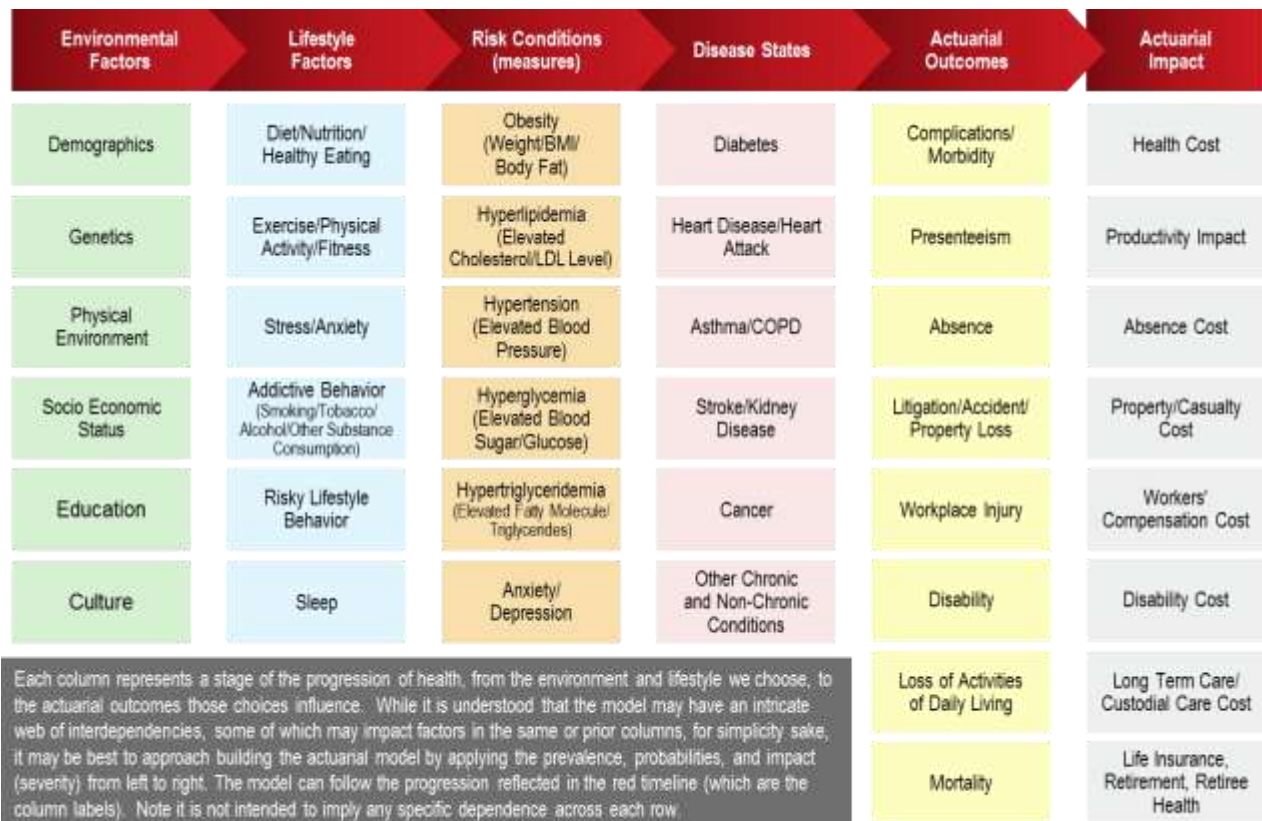 Environmental
Factors
Lifestyle
Factors
Risk Conditions
(measures)
Disease States
Actuarial
Outcomes
Actuarial
Impact
Demographics
Diet/Nutrition/
Healthy Eating
Obesity
(Weight/BMI/
Body Fat)
Diabetes
Complications/
Morbidity
Health Cost
Genetics
Exercise/Physical
Activity/Fitness
Hyperlipidemia
(Elevated
Cholesterol/LDL Level)
Heart Disease/Heart
Attack
Presenteeism
Productivity Impact
Physical
Environment
Stress/Anxiety
Hypertension
(Elevated Blood
Pressure)
Asthma/COPD
Absence
Absence Cost
Socio Economic
Status
Addictive Behavior
(Smoking/Tobacco/
Alcohol/Other Substance
Consumption)
Hyperglycemia
(Elevated Blood
Sugar/Glucose)
Stroke/Kidney
Disease
Litigation/Accident/
Property Loss
Property/Casualty
Cost
Education
Risky Lifestyle
Behavior
Hypertriglyceridemia
(Elevated Fatty Molecule/
Triglycerides)
Cancer
Workplace Injury
Workers'
Compensation Cost
Culture
Sleep
Anxiety/
Depression
Other Chronic
and Non-Chronic
Conditions
Disability
Disability Cost
Each column represents a stage of the progression of health, from the environment and lifestyle we choose, to
the actuarial outcomes those choices influence. While it is understood that the model may have an intricate
web of interdependencies, some of which may impact factors in the same or prior columns, for simplicity sake,
it may be best to approach building the actuarial model by applying the prevalence, probabilities, and impact
(severity) from left to right. The model can follow the progression reflected in the red timeline (which are the
column labels). Note it is not intended to imply any specific dependence across each row.
Loss of Activities
of Daily Living
Long Term Care/
Custodial Care Cost
Mortality
Life Insurance,
Retirement, Retiree
Health